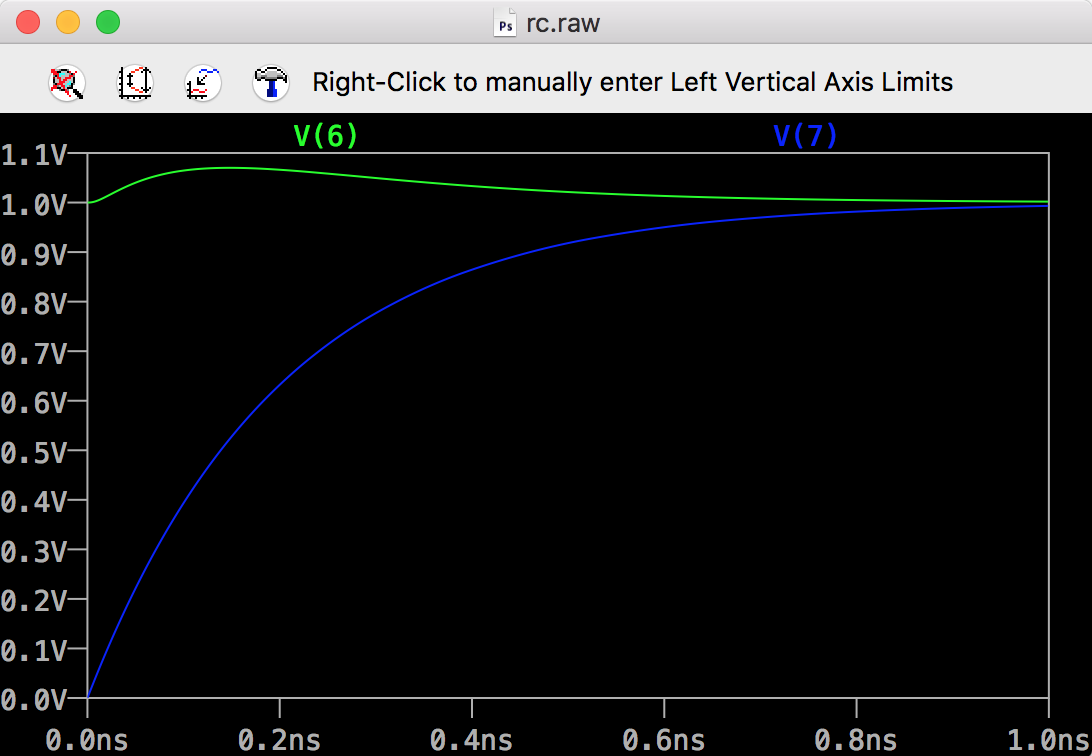 Ps rc.raw
Right-Click to manually enter Left Vertical Axis Limits
V(6) V(7)
1.1V
1.0V
0.9V
0.8V
0.7V
0.6V
0.5V
0.4V
0.3V
0.2V
0.1V
0.0V
0.0ns 0.2ns 0.4ns 0.6ns 0.8ns 1.0ns